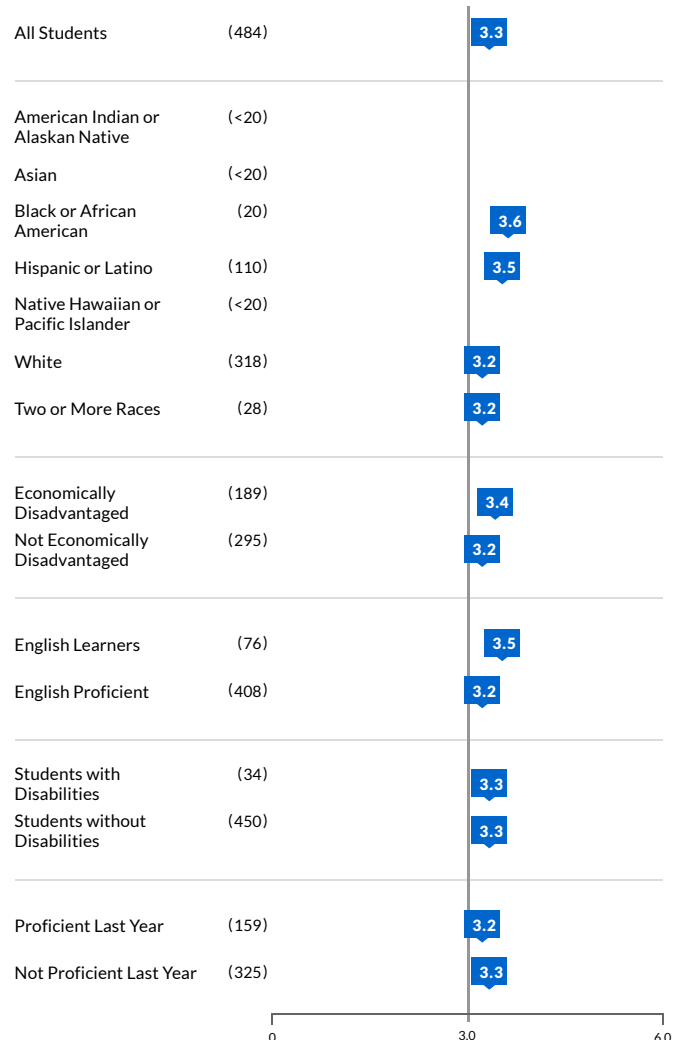 All Students (484) 3.3
American Indian or (<20)
Alaskan Native
Asian (<20)
Black or African (20) 3.6
American
Hispanic or Latino (110) 3.5
Native Hawaiian or (<20)
Pacific Islander
White (318) 3.2
Two or More Races (28) 3.2
Economically (189) 3.4
Disadvantaged
Not Economically (295) 3.2
Disadvantaged
English Learners (76) 3.5
English Proficient (408) 3.2
Students with (34) 3.3
Disabilities
Students without (450) 3.3
Disabilities
Proficient Last Year (159) 3.2
Not Proficient Last Year (325) 3.3
0 3.0 6.0